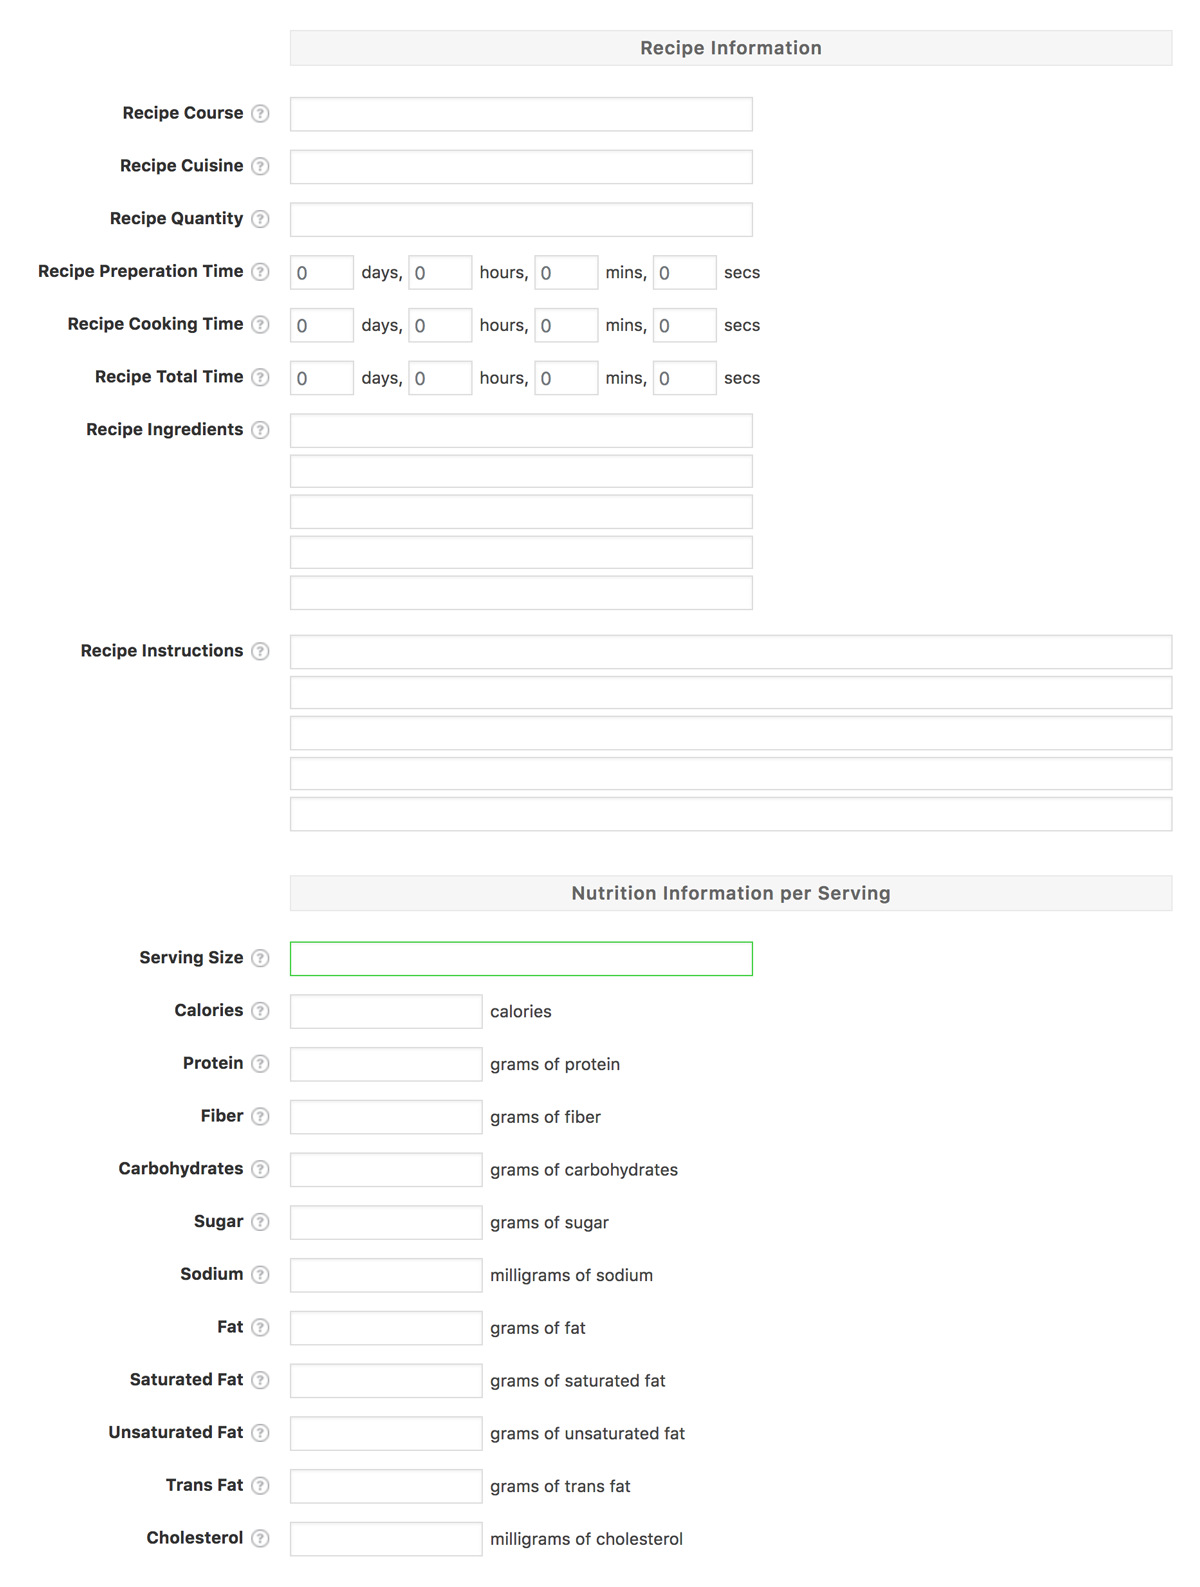 Recipe Information
Recipe Course ?
Recipe Cuisine ?
Recipe Quantity ?
Recipe Preperation Time ? 0 days, 0 hours, 0 mins, 0 secs
Recipe Cooking Time ? 0 days, 0 hours, 0 mins, 0 secs
Recipe Total Time ? 0 days, 0 hours, 0 mins, 0 secs
Recipe Ingredients ?
Recipe Instructions ?
Nutrition Information per Serving
Serving Size ?
Calories ? calories
Protein ? grams of protein
Fiber ? grams of fiber
Carbohydrates ? grams of carbohydrates
Sugar ? grams of sugar
Sodium ? milligrams of sodium
Fat ? grams of fat
Saturated Fat ? grams of saturated fat
Unsaturated Fat ? grams of unsaturated fat
Trans Fat ? grams of trans fat
Cholesterol ? milligrams of cholesterol